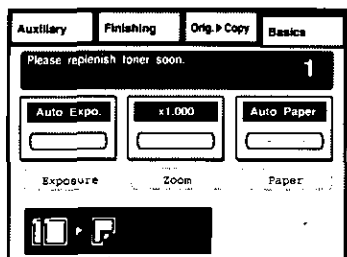 Auxiliary Finishing Orig.▶Copy Basics
Please replenish toner soon. 1
Auto Expo. x1.000 Auto Paper
Exposure Zoom Paper